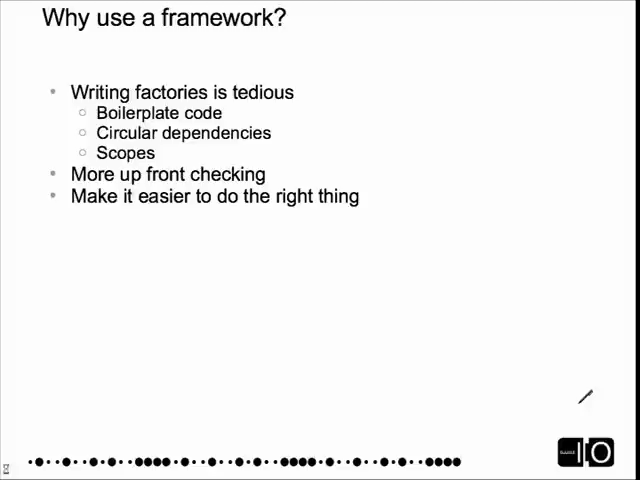 Why use a framework?
Writing factories is tedious
Boilerplate code
Circular dependencies
Scopes
More up front checking
Make it easier to do the right thing
IO